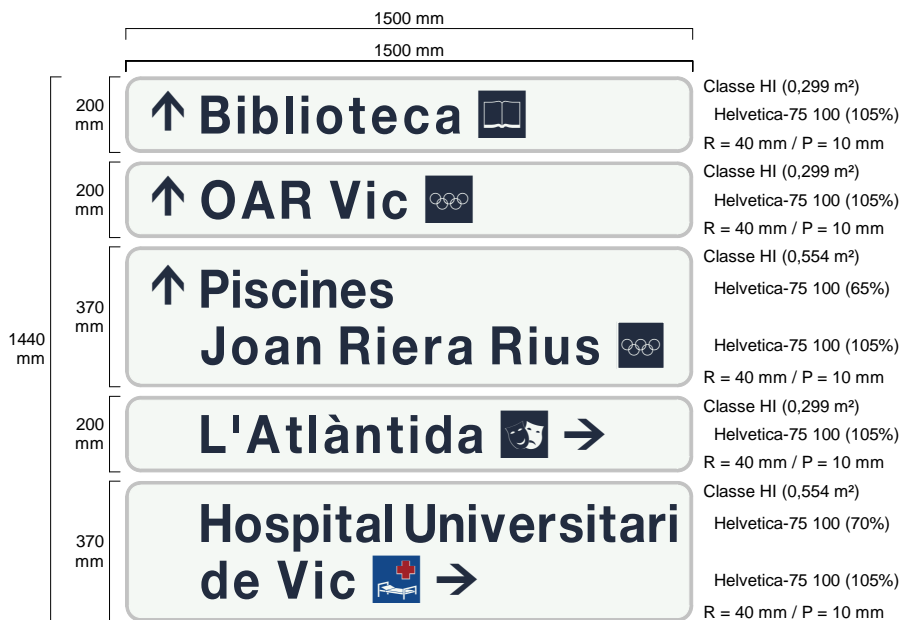 1500 mm
1500 mm
1440 mm
200 mm
Biblioteca
Classe HI (0,299 m²)
Helvetica-75 100 (105%)
R = 40 mm / P = 10 mm
200 mm
OAR Vic
Classe HI (0,299 m²)
Helvetica-75 100 (105%)
R = 40 mm / P = 10 mm
370 mm
Piscines
Joan Riera Rius
Classe HI (0,554 m²)
Helvetica-75 100 (65%)
Helvetica-75 100 (105%)
R = 40 mm / P = 10 mm
200 mm
L'Atlàntida
Classe HI (0,299 m²)
Helvetica-75 100 (105%)
R = 40 mm / P = 10 mm
370 mm
Hospital Universitari
de Vic
Classe HI (0,554 m²)
Helvetica-75 100 (70%)
Helvetica-75 100 (105%)
R = 40 mm / P = 10 mm